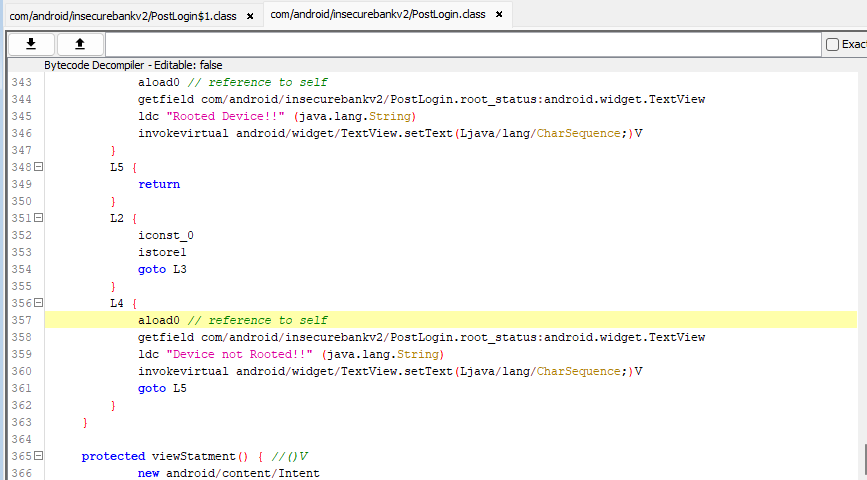 com/android/insecurebankv2/PostLogin$1.class × com/android/insecurebankv2/PostLogin.class ×
Exact
Bytecode Decompiler - Editable: false
343 aload0 // reference to self
344 getfield com/android/insecurebankv2/PostLogin.root_status:android.widget.TextView
345 ldc "Rooted Device!!" (java.lang.String)
346 invokevirtual android/widget/TextView.setText(Ljava/lang/CharSequence;)V
347 }
348 L5 {
349 return
350 }
351 L2 {
352 iconst_0
353 istore1
354 goto L3
355 }
356 L4 {
357 aload0 // reference to self
358 getfield com/android/insecurebankv2/PostLogin.root_status:android.widget.TextView
359 ldc "Device not Rooted!!" (java.lang.String)
360 invokevirtual android/widget/TextView.setText(Ljava/lang/CharSequence;)V
361 goto L5
362 }
363 }
364
365 protected viewStatment() { //()V
366 new android/content/Intent